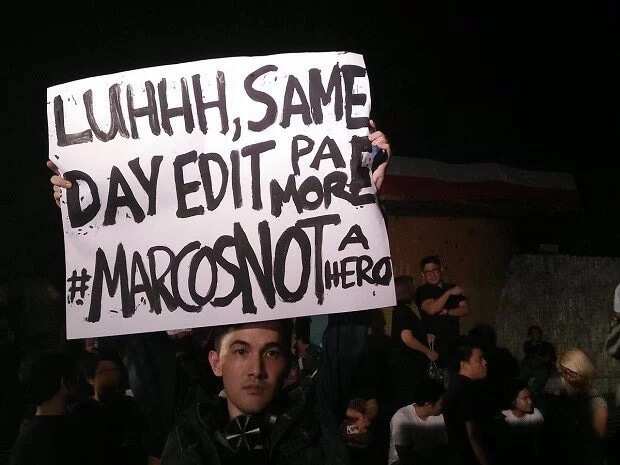 LUHHH, SAME
DAY EDIT PA MORE
#MARCOSNOT A HERO